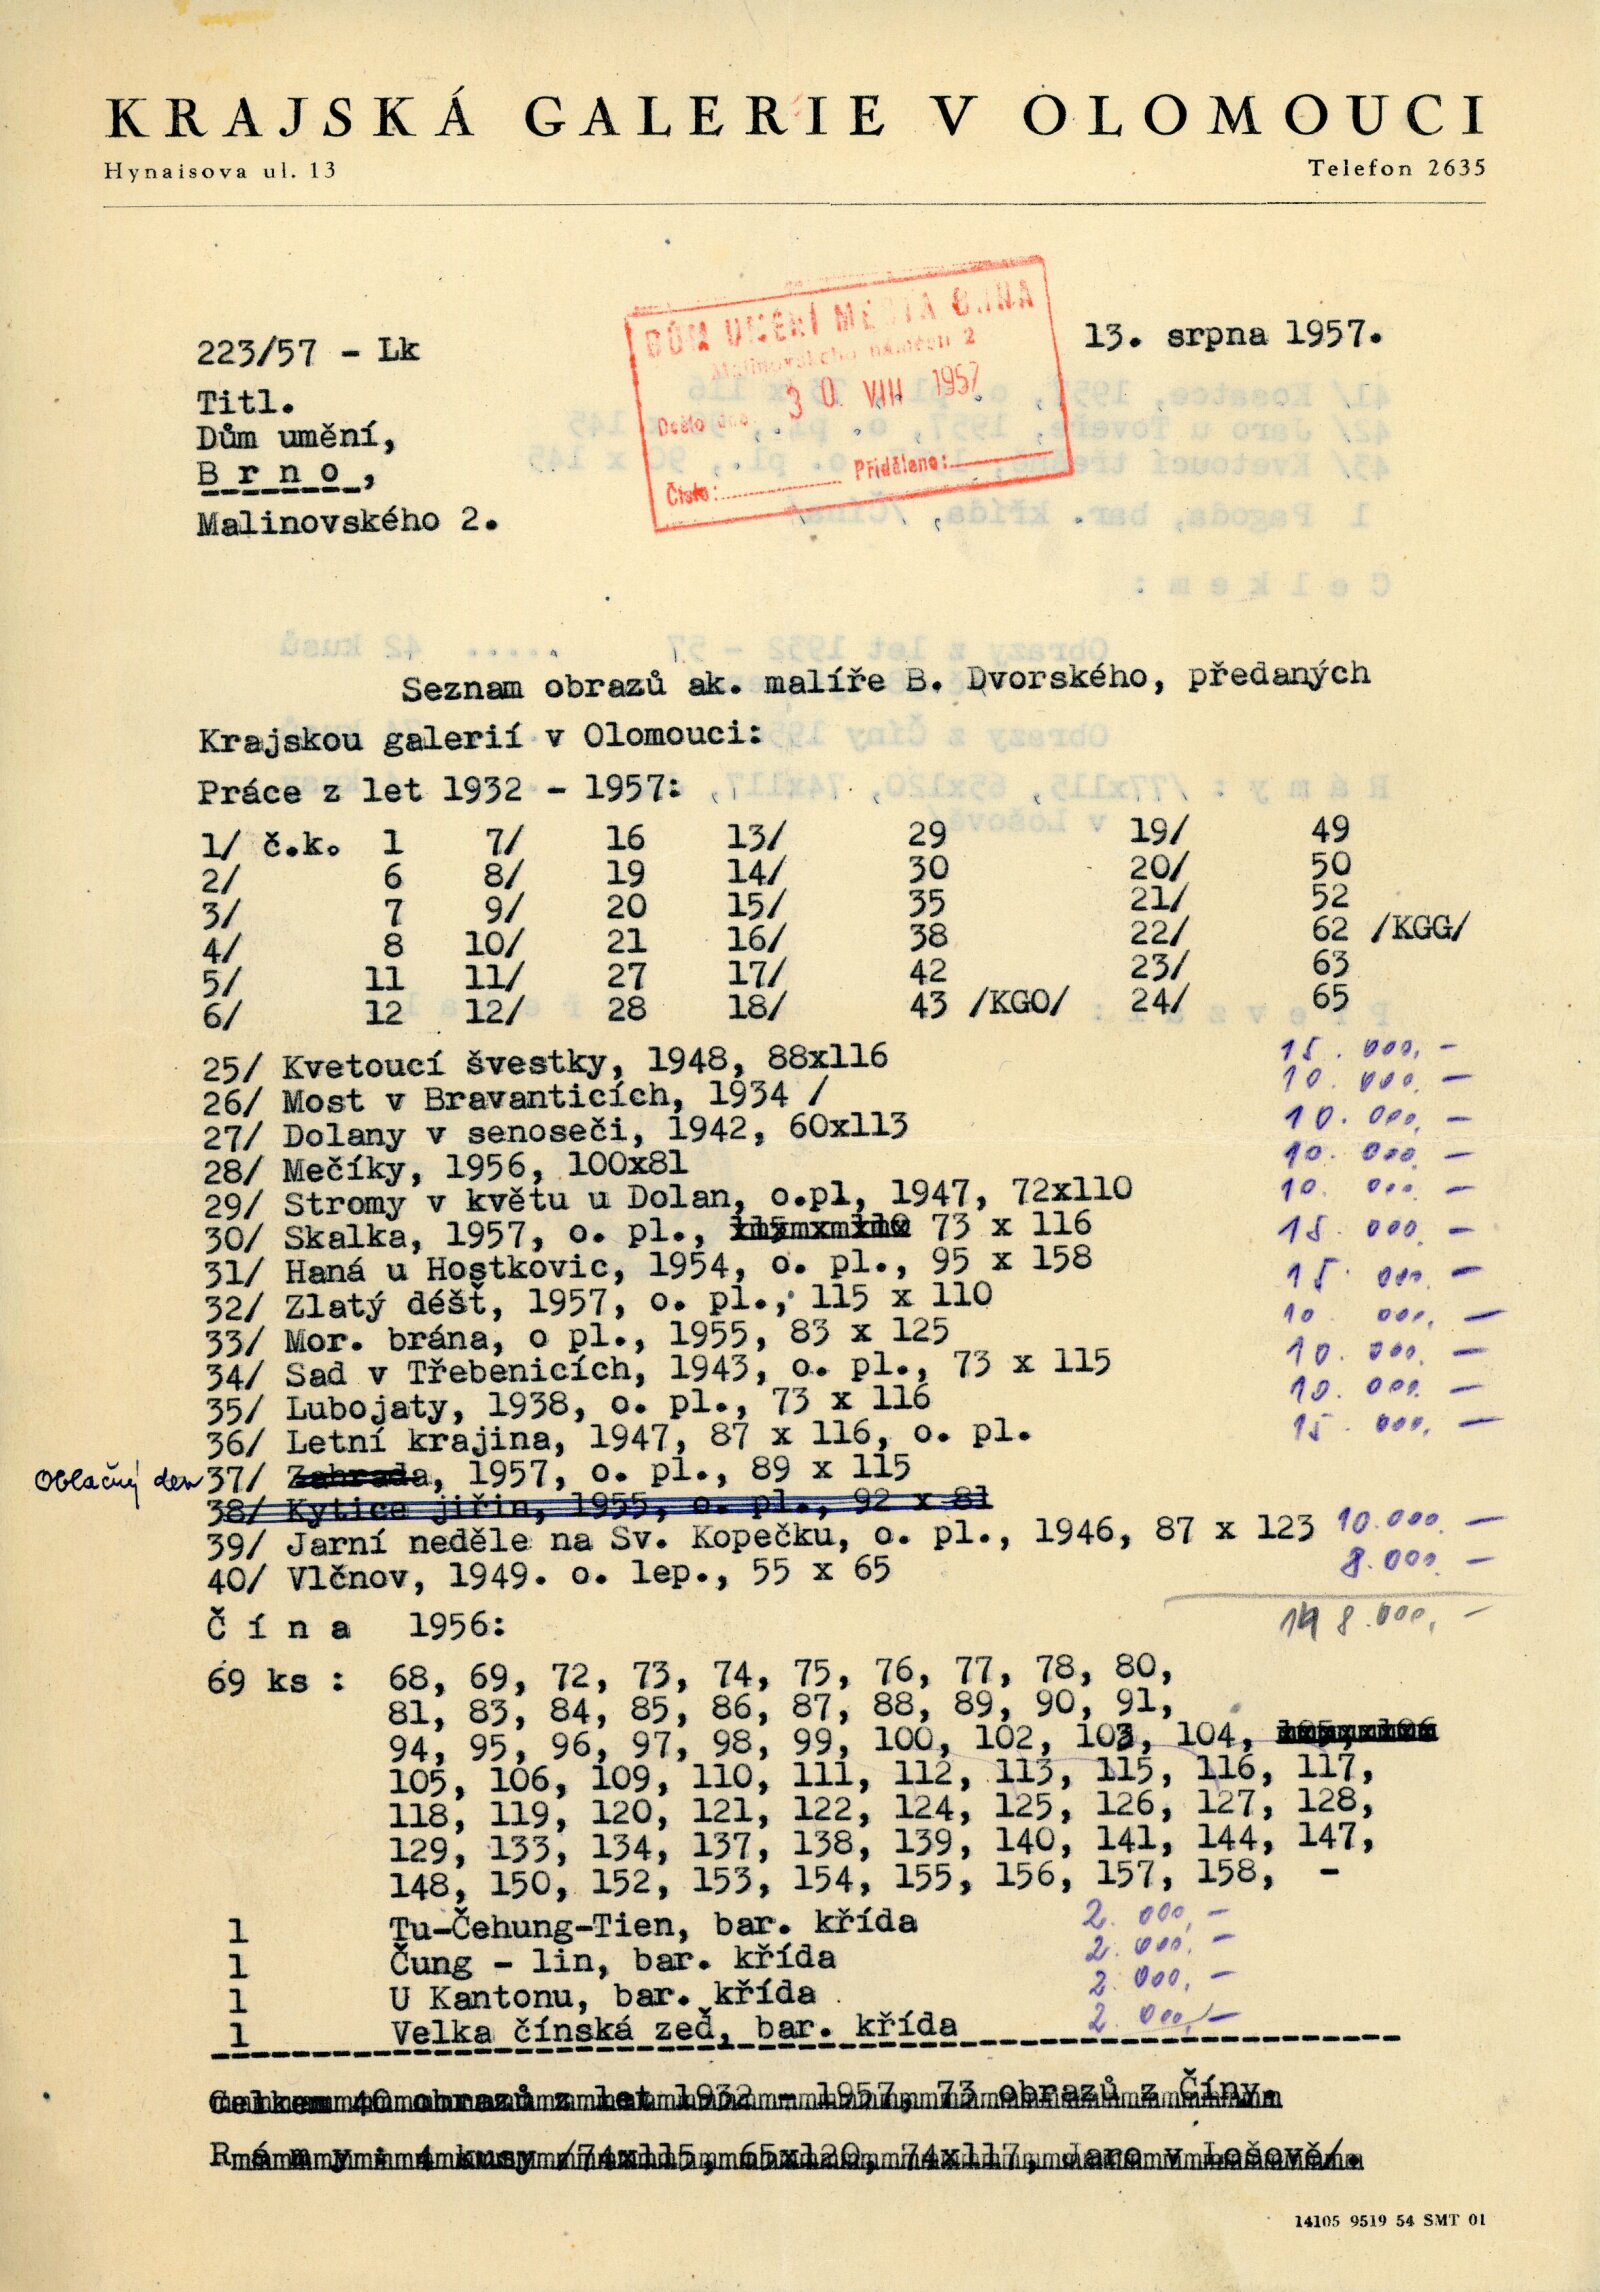 KRAJSKÁ GALERIE V OLOMOUCI
Hynaisova ul. 13
Telefon 2635
DŮM UMĚNÍ MĚSTA BRNA
Malinovského náměstí 2
Došlo dne: 30. VIII 1957
Číslo: Přiděleno:
13. srpna 1957.
223/57 - Lk
Titl.
Dům umění,
B r n o ,
Malinovského 2.
Seznam obrazů ak. malíře B. Dvorského, předaných
Krajskou galerií v Olomouci:
Práce z let 1932 - 1957:
1/ č.k. 1 7/ 16 13/ 29 19/ 49
2/ 6 8/ 19 14/ 30 20/ 50
3/ 7 9/ 20 15/ 35 21/ 52
4/ 8 10/ 21 16/ 38 22/ 62 /KGG/
5/ 11 11/ 27 17/ 42 23/ 63
6/ 12 12/ 28 18/ 43 /KGO/ 24/ 65
25/ Kvetoucí švestky, 1948, 88x116 15.000,-
26/ Most v Bravanticích, 1934 / 10.000,-
27/ Dolany v senoseči, 1942, 60x113 10.000,-
28/ Mečíky, 1956, 100x81 10.000,-
29/ Stromy v květu u Dolan, o.pl, 1947, 72x110 10.000,-
30/ Skalka, 1957, o. pl., 73 x 116 15.000,-
31/ Haná u Hostkovic, 1954, o. pl., 95 x 158 15.000,-
32/ Zlatý déšť, 1957, o. pl., 115 x 110 10.000,-
33/ Mor. brána, o pl., 1955, 83 x 125 10.000,-
34/ Sad v Třebenicích, 1943, o. pl., 73 x 115 10.000,-
35/ Lubojaty, 1938, o. pl., 73 x 116 15.000,-
36/ Letní krajina, 1947, 87 x 116, o. pl.
Oblačný den 37/ Zahrada, 1957, o. pl., 89 x 115
38/ Kytice jiřin, 1955, o. pl., 92 x 81
39/ Jarní neděle na Sv. Kopečku, o. pl., 1946, 87 x 123 10.000.-
40/ Vlčnov, 1949. o. lep., 55 x 65 8.000.-
Č í n a 1956: 148.000,-
69 ks : 68, 69, 72, 73, 74, 75, 76, 77, 78, 80,
81, 83, 84, 85, 86, 87, 88, 89, 90, 91,
94, 95, 96, 97, 98, 99, 100, 102, 103, 104, 105, 106
105, 106, 109, 110, 111, 112, 113, 115, 116, 117,
118, 119, 120, 121, 122, 124, 125, 126, 127, 128,
129, 133, 134, 137, 138, 139, 140, 141, 144, 147,
148, 150, 152, 153, 154, 155, 156, 157, 158, -
1 Tu-Čehung-Tien, bar. křída 2.000,-
1 Čung - lin, bar. křída 2.000,-
1 U Kantonu, bar. křída 2.000,-
1 Velka čínská zeď, bar. křída 2.000,-
Celkem 40 obrazů z let 1932 - 1957, 73 obrazů z Číny.
R á m y : 4 kusy /74x115, 65x120, 74x117, Jaro v Lošově/.
14105 9519 54 SMT 01